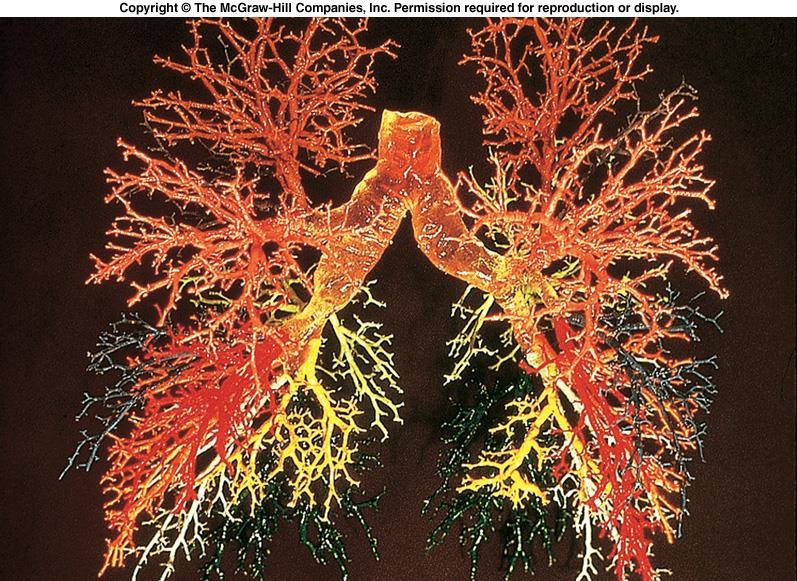 Copyright © The McGraw-Hill Companies, Inc. Permission required for reproduction or display.